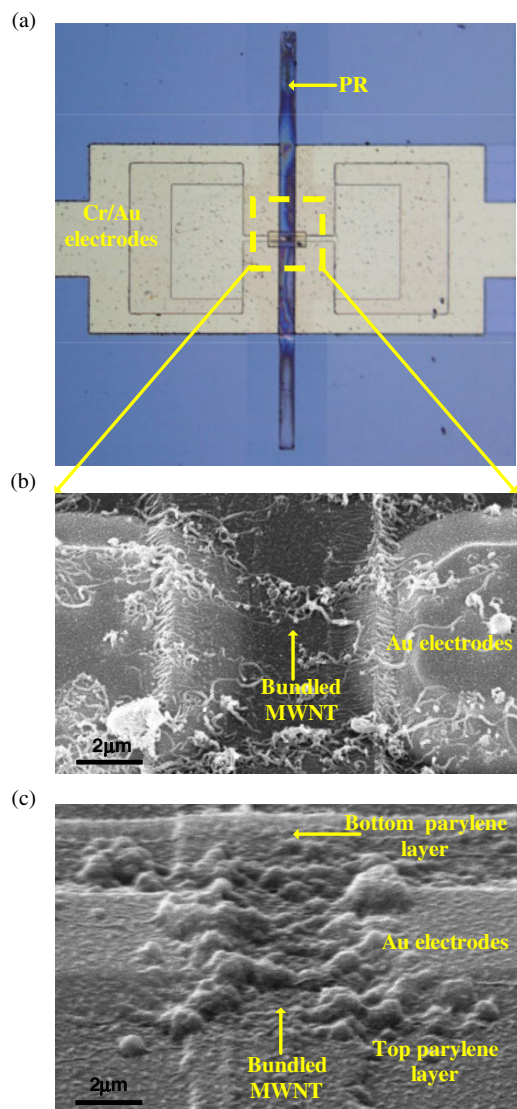 (a)
PR
Cr/Au
electrodes
(b)
Au electrodes
Bundled
MWNT
2μm
(c)
Bottom parylene
layer
Au electrodes
Bundled
MWNT
Top parylene
layer
2μm